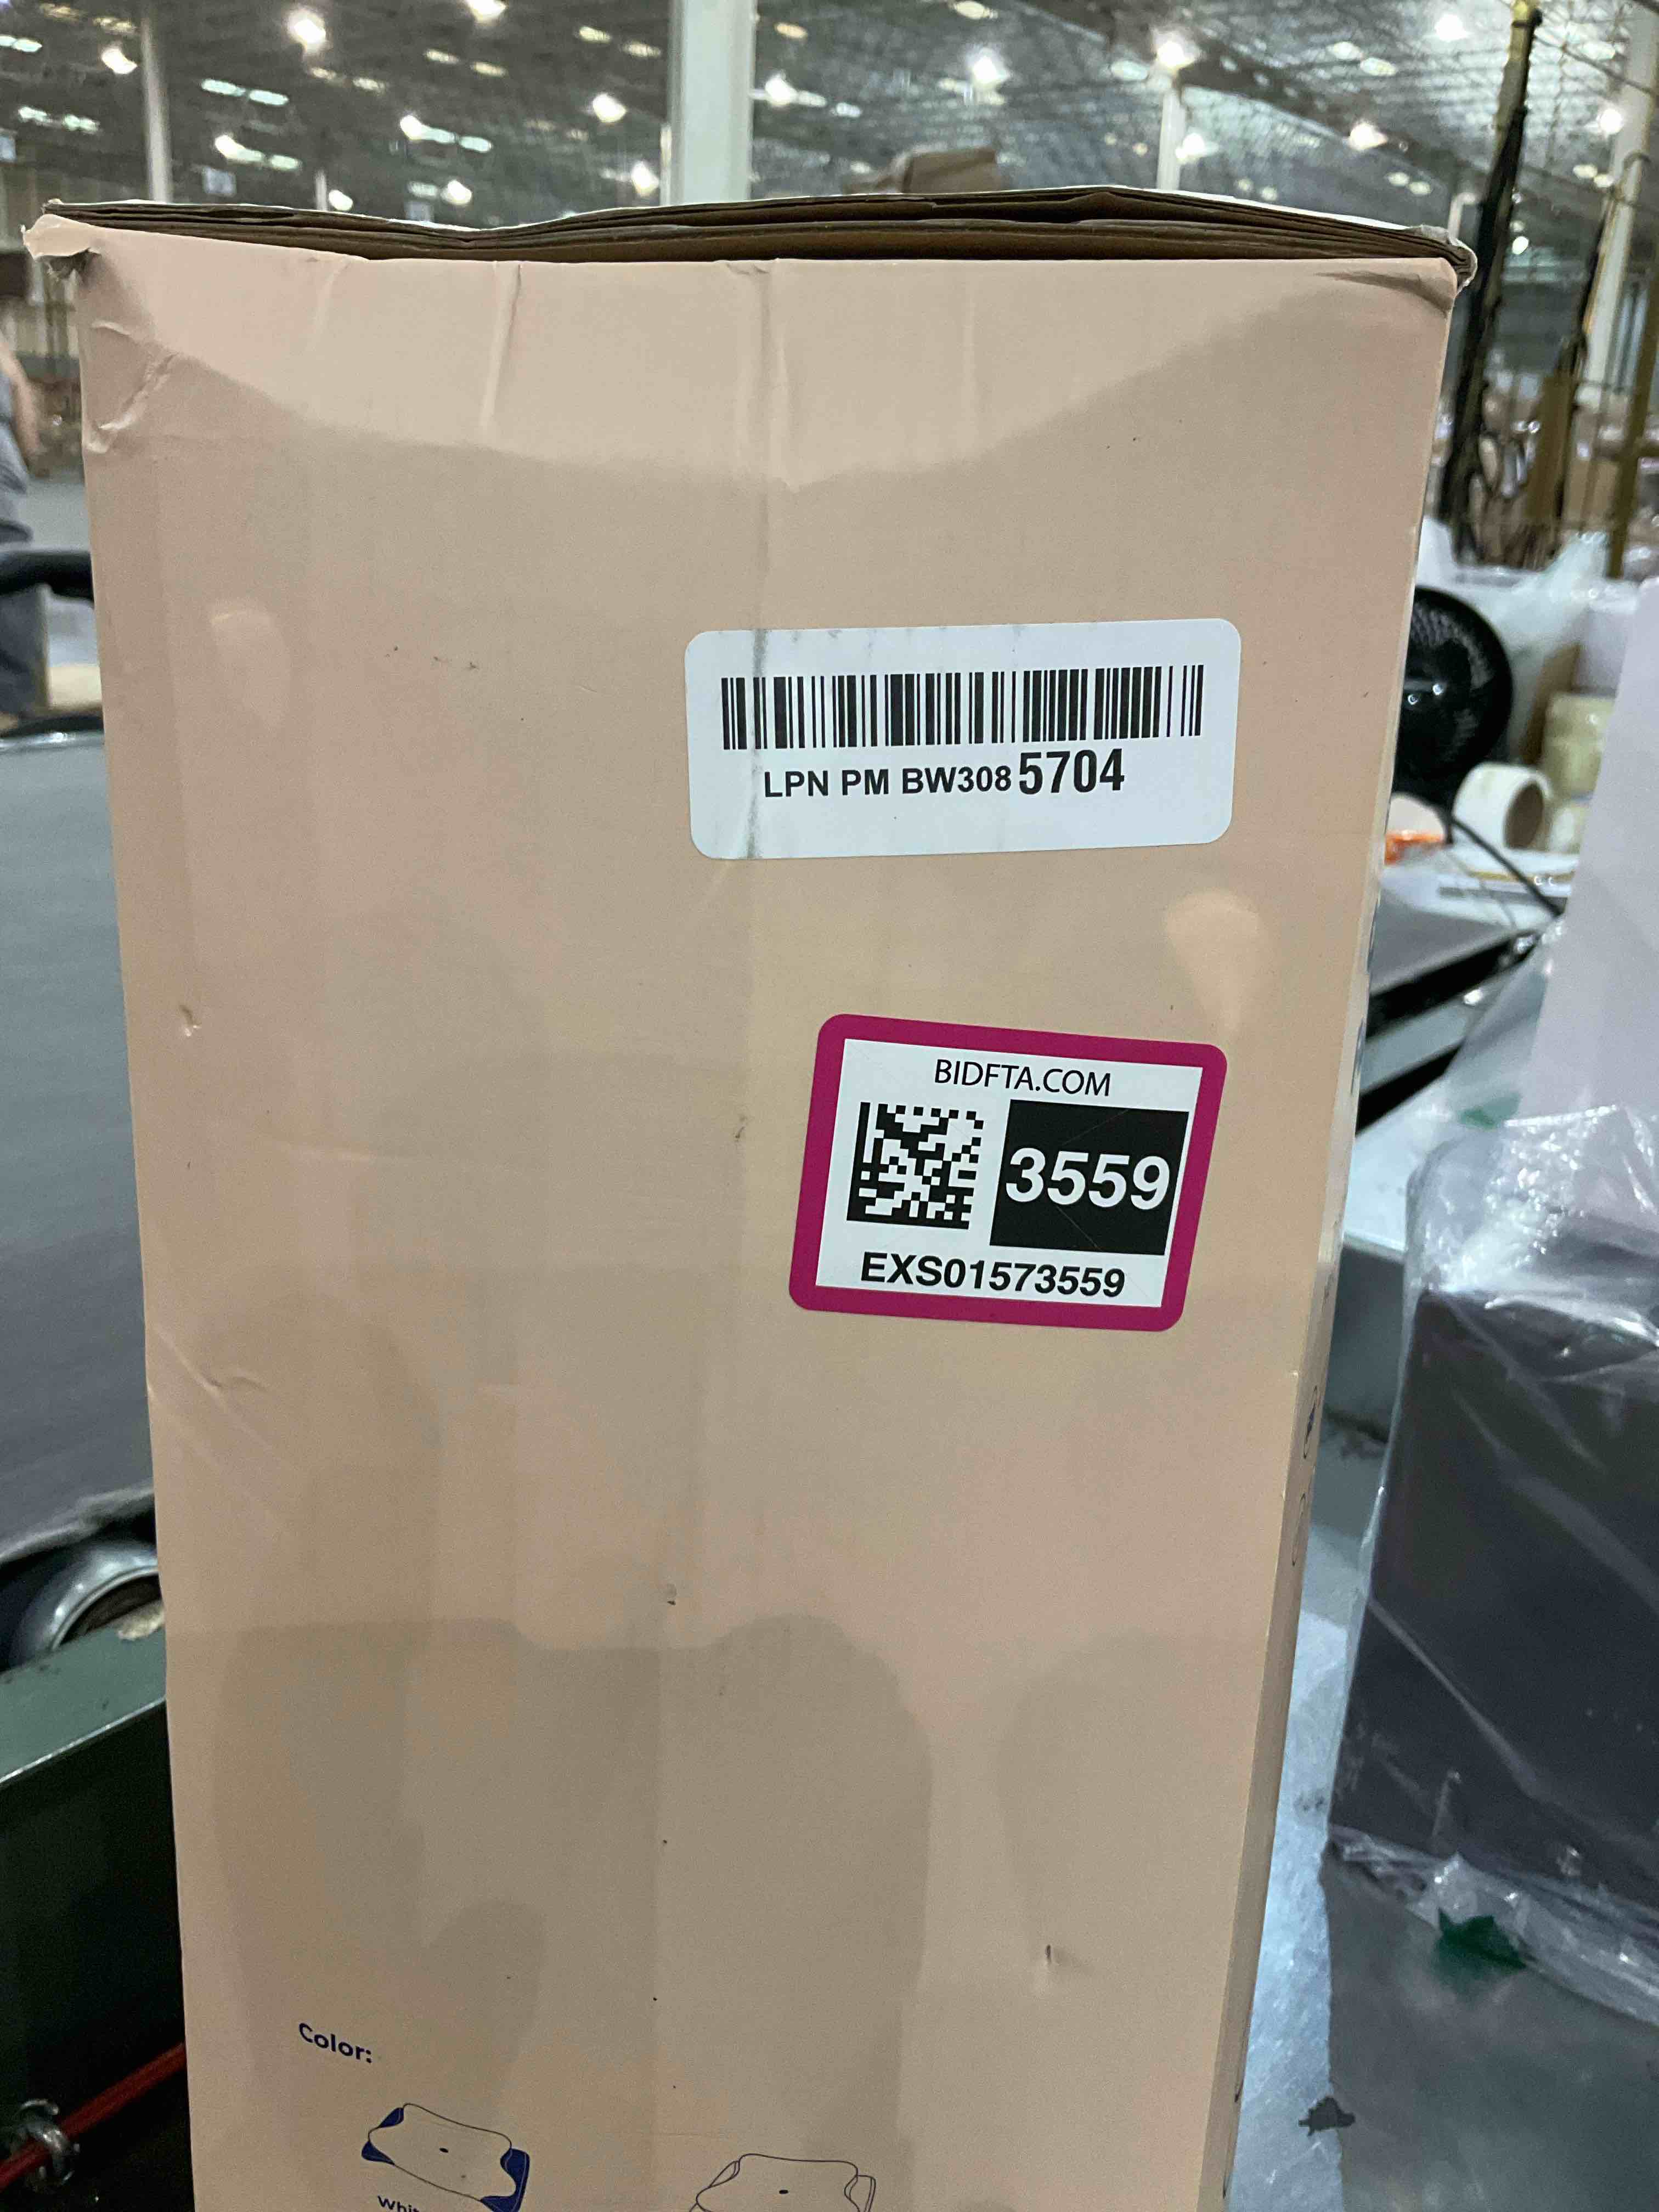 LPN PM BW308 5704
BIDFTA.COM
3559
EXS01573559
Color: